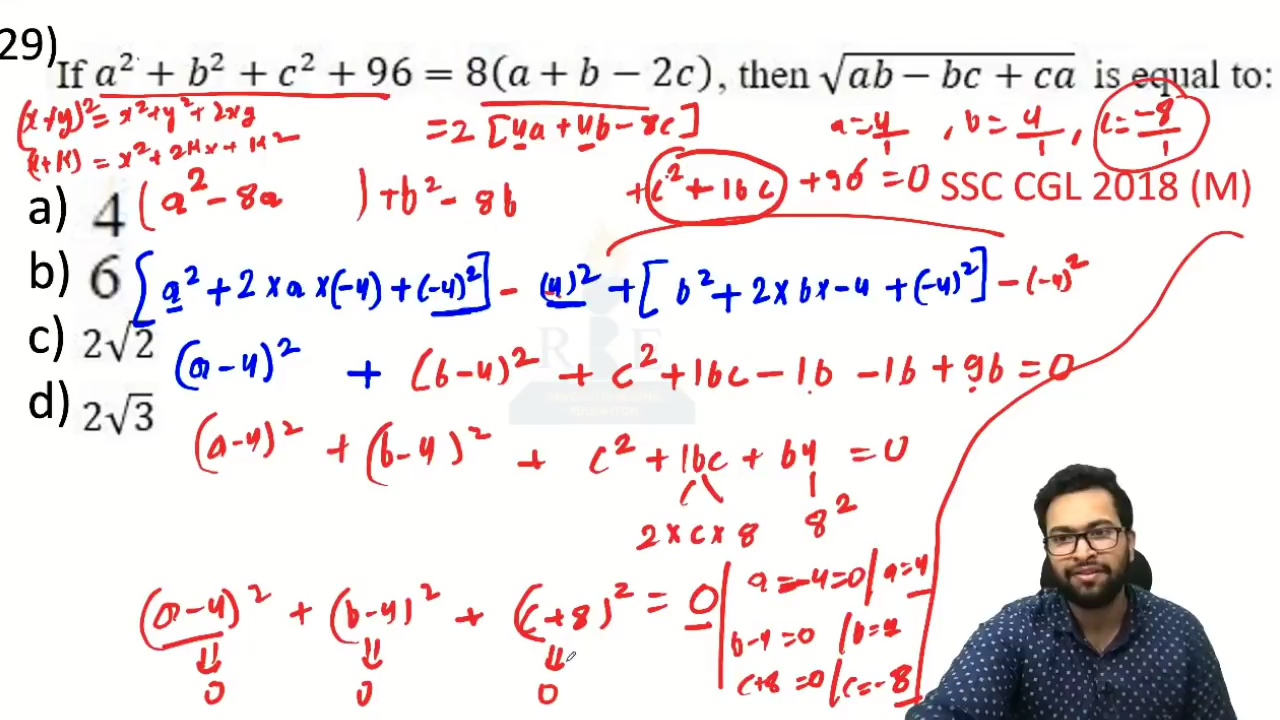 29)
If a² + b² + c² + 96 = 8(a + b − 2c), then √(ab − bc + ca) is equal to:
(x+y)² = x²+y²+2xy
(x+k) = x²+2kx+k²
=2 [4a+4b−8c]
a=4/1, b=4/1, c=−8/1
a) 4
(a²−8a ) + b²−8b + c²+16c +96 =0
SSC CGL 2018 (M)
b) 6
[a²+2×a×(−4)+(−4)²] − (4)² + [b²+2×b×−4+(−4)²] − (−4)²
c) 2√2
(a−4)² + (b−4)² + c²+16c−16−16+96=0
d) 2√3
(a−4)² + (b−4)² + c²+16c+64 =0
2×c×8 8²
(a−4)² + (b−4)² + (c+8)² = 0
0 0 0
a−4=0 / a=4
b−4=0 / b=4
c+8=0 / c=−8